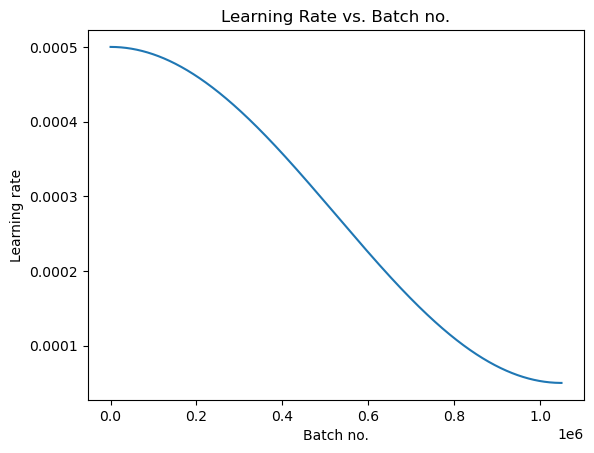 Learning Rate vs. Batch no.
Learning rate
0.0005
0.0004
0.0003
0.0002
0.0001
0.0 0.2 0.4 0.6 0.8 1.0
1e6
Batch no.